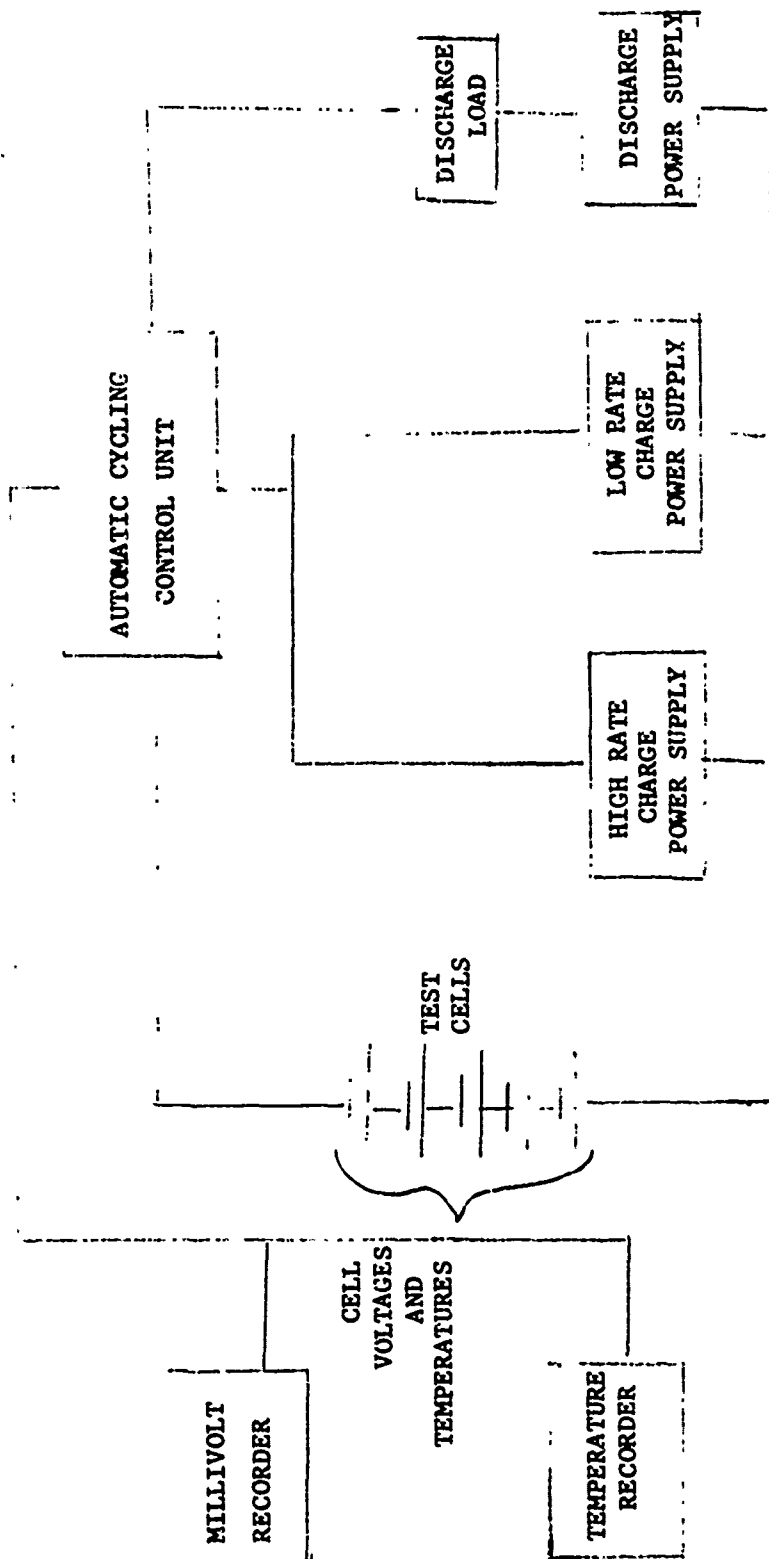 MILLIVOLT
RECORDER
CELL
VOLTAGES
AND
TEMPERATURES
TEMPERATURE
RECORDER
TEST
CELLS
AUTOMATIC CYCLING
CONTROL UNIT
HIGH RATE
CHARGE
POWER SUPPLY
LOW RATE
CHARGE
POWER SUPPLY
DISCHARGE
LOAD
DISCHARGE
POWER SUPPLY